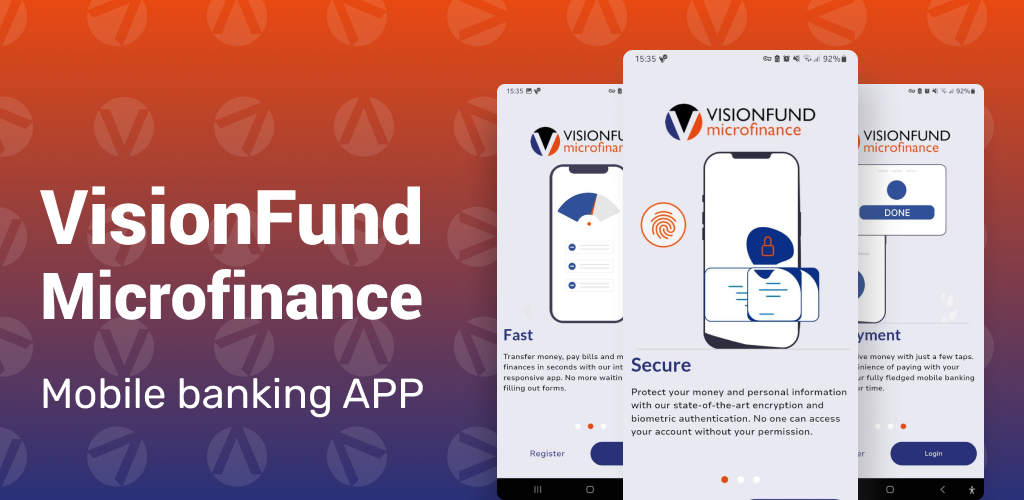 VisionFund
Microfinance
Mobile banking APP
15:35
VISIONFU
microfinan
Fast
Transfer money, pay bills and m
finances in seconds with our int
responsive app. No more waitin
filling out forms.
Register
15:35
92%
VISIONFUND
microfinance
Secure
Protect your money and personal information
with our state-of-the-art encryption and
biometric authentication. No one can access
your account without your permission.
92%
VISIONFUND
microfinance
DONE
yment
ive money with just a few taps.
nience of paying with your
ur fully fledged mobile banking
ur time.
er
Login